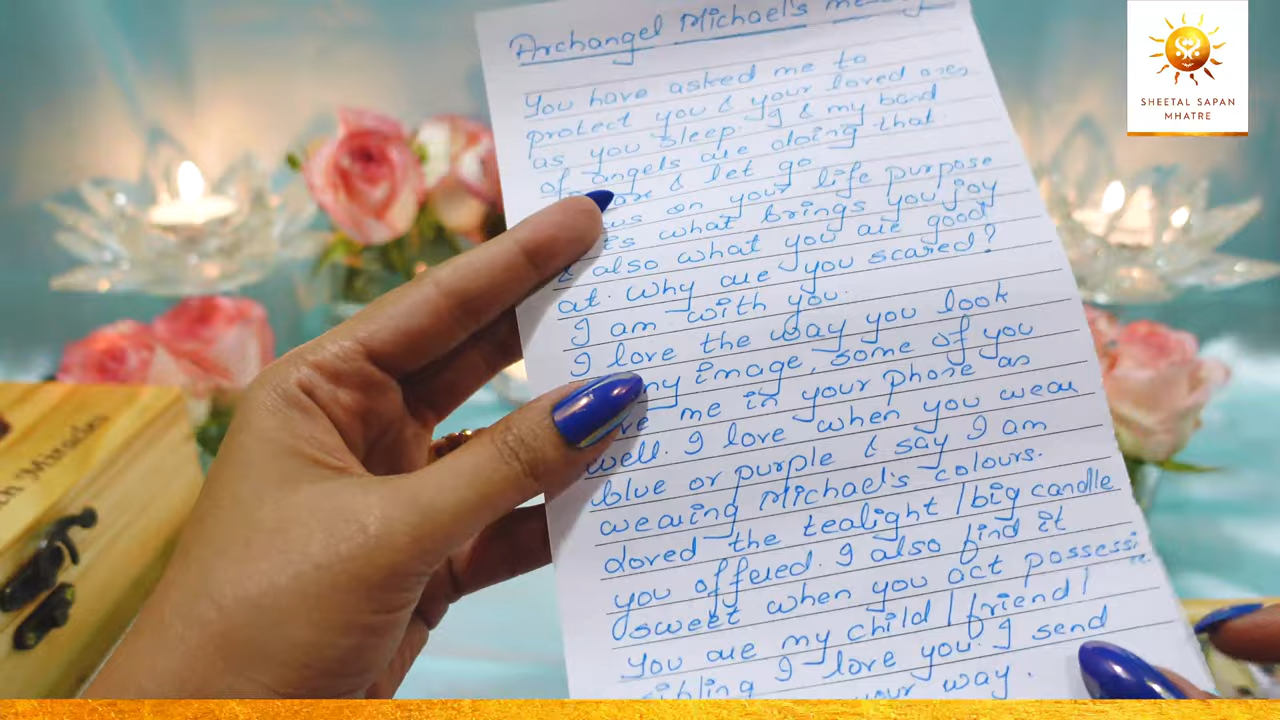 Archangel Michael's
You have asked me to
protect you & your loved ones
as you sleep. I & my band
of angels are doing that.
& let go
on your life purpose
what brings you joy
& also what you are good
at. Why are you scared?
I am with you.
I love the way you look
my image, some of you
me in your phone as
well. I love when you wear
blue or purple & say I am
wearing Michael's colours.
the tealight / big candle
you offered. I also find it
sweet when you act
You are my child / friend /
I love you. I send
way.
SHEETAL SAPAN
MHATRE
Miracles